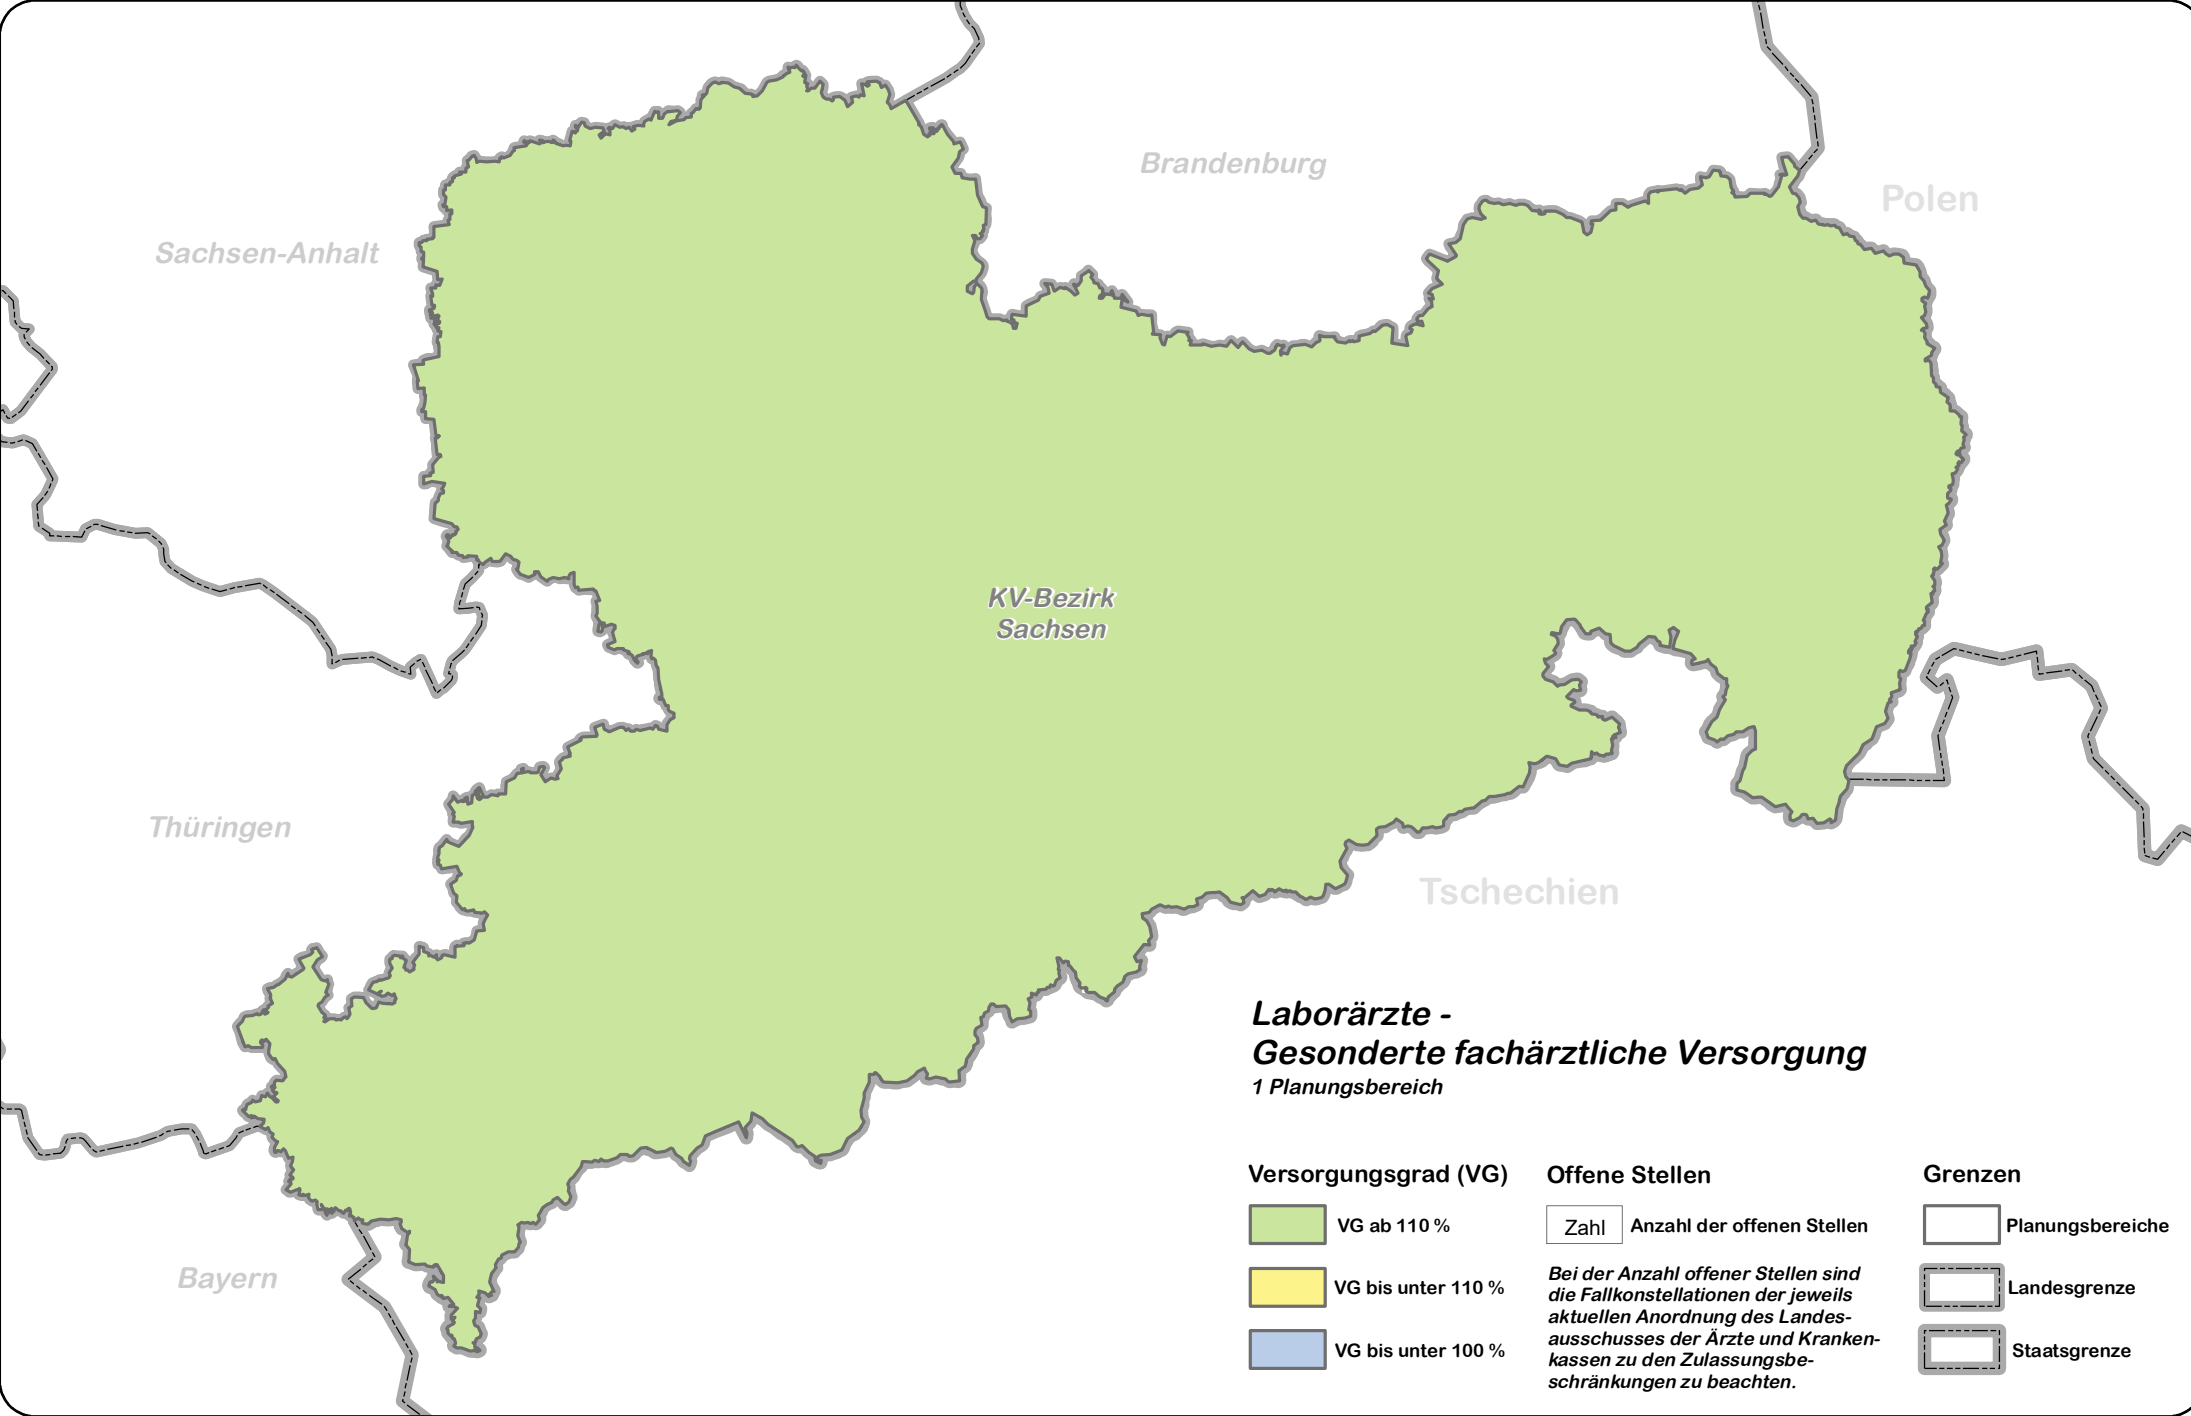 Brandenburg
Polen
Sachsen-Anhalt
KV-Bezirk
Sachsen
Thüringen
Tschechien
Bayern
Laborärzte -
Gesonderte fachärztliche Versorgung
1 Planungsbereich
Versorgungsgrad (VG)
VG ab 110 %
VG bis unter 110 %
VG bis unter 100 %
Offene Stellen
Zahl
Anzahl der offenen Stellen
Bei der Anzahl offener Stellen sind
die Fallkonstellationen der jeweils
aktuellen Anordnung des Landes-
ausschusses der Ärzte und Kranken-
kassen zu den Zulassungsbe-
schränkungen zu beachten.
Grenzen
Planungsbereiche
Landesgrenze
Staatsgrenze